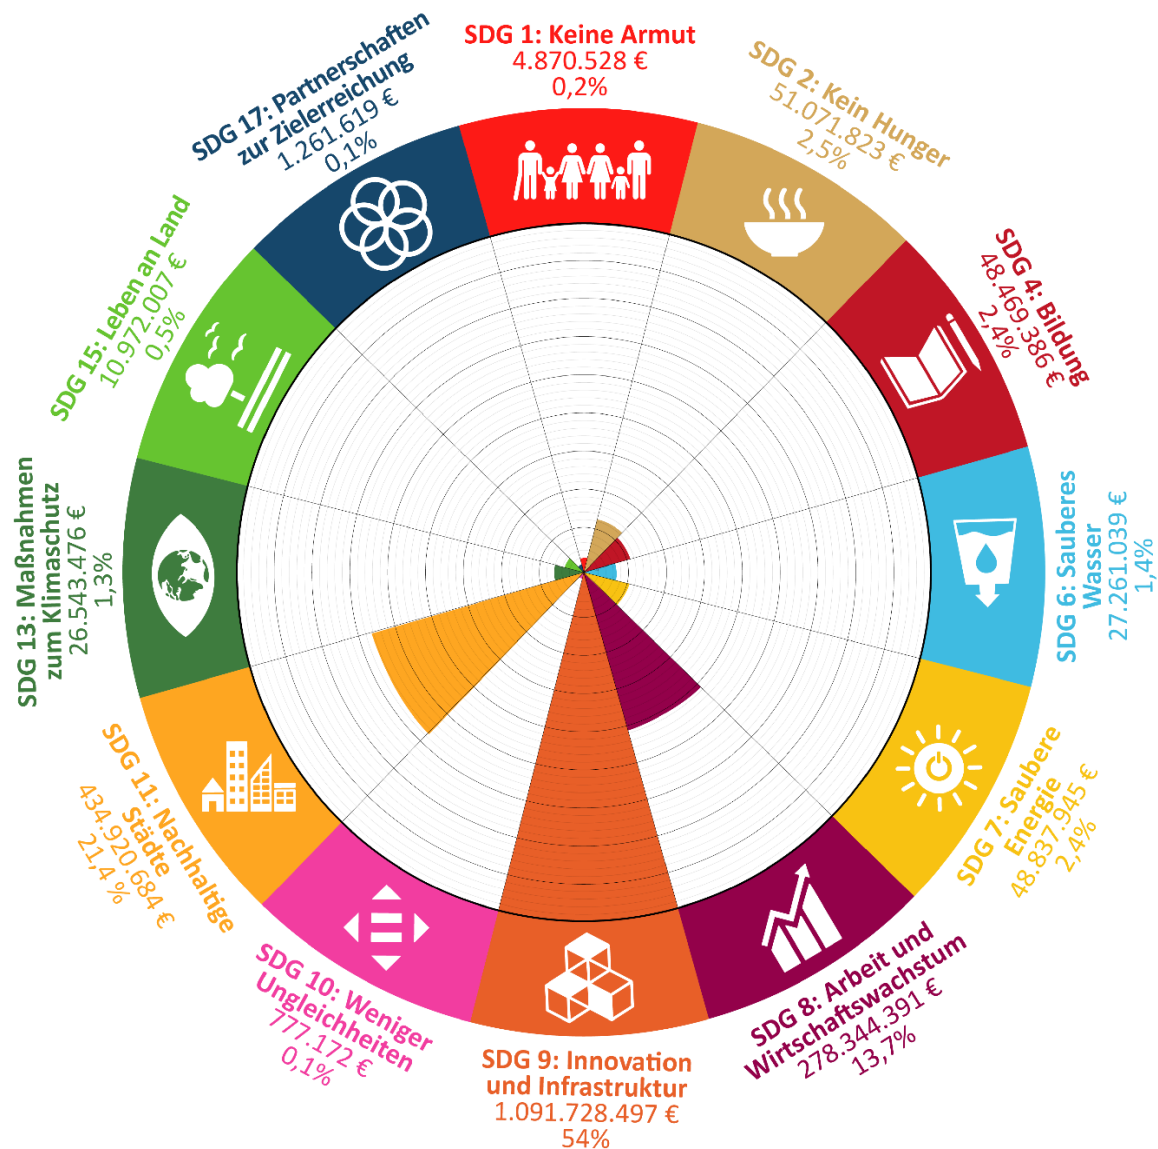 SDG 1: Keine Armut
4.870.528 €
0,2%
SDG 2: Kein Hunger
51.071.823 €
2,5%
SDG 4: Bildung
48.469.386 €
2,4%
SDG 6: Sauberes
Wasser
27.261.039 €
1,4%
SDG 7: Saubere
Energie
48.837.945 €
2,4%
SDG 8: Arbeit und
Wirtschaftswachstum
278.344.391 €
13,7%
SDG 9: Innovation
und Infrastruktur
1.091.728.497 €
54%
SDG 10: Weniger
Ungleichheiten
777.172 €
0,1%
SDG 11: Nachhaltige
Städte
434.920.684 €
21,4 %
SDG 13: Maßnahmen
zum Klimaschutz
26.543.476 €
1,3%
SDG 15: Leben an Land
10.972.007 €
0,5%
SDG 17: Partnerschaften
zur Zielerreichung
1.261.619 €
0,1%